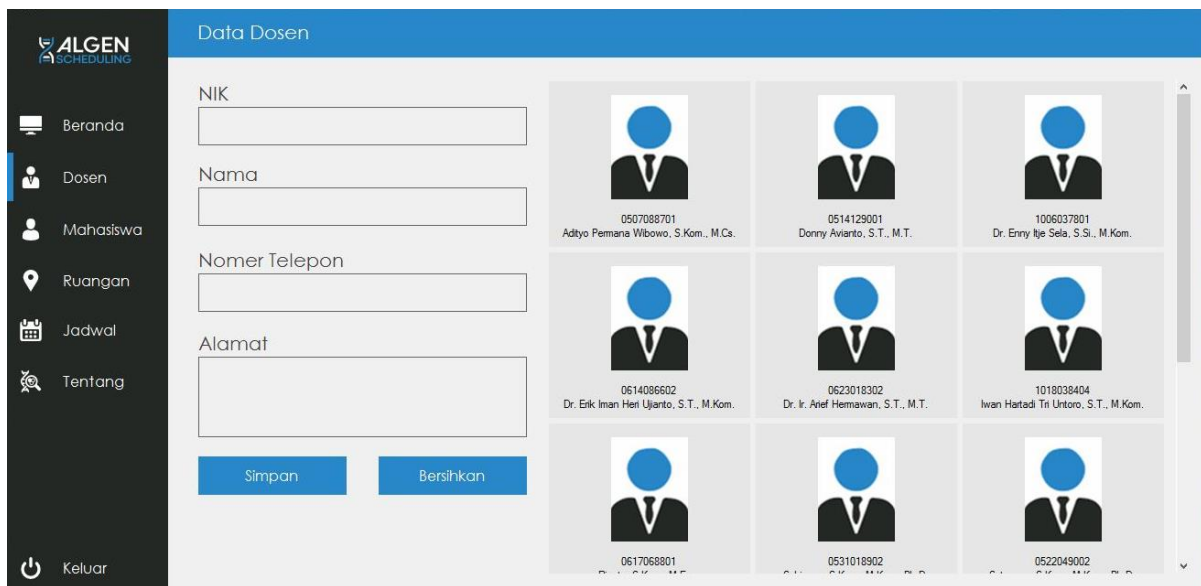 ALGEN
SCHEDULING
Beranda
Dosen
Mahasiswa
Ruangan
Jadwal
Tentang
Keluar
Data Dosen
NIK
Nama
Nomer Telepon
Alamat
Simpan
Bersihkan
0507088701
Adityo Permana Wibowo, S.Kom., M.Cs.
0514129001
Donny Avianto, S.T., M.T.
1006037801
Dr. Enny Itje Sela, S.Si., M.Kom.
0614086602
Dr. Erik Iman Heri Ujianto, S.T., M.Kom.
0623018302
Dr. Ir. Arief Hermawan, S.T., M.T.
1018038404
Iwan Hartadi Tri Untoro, S.T., M.Kom.
0617068801
0531018902
0522049002